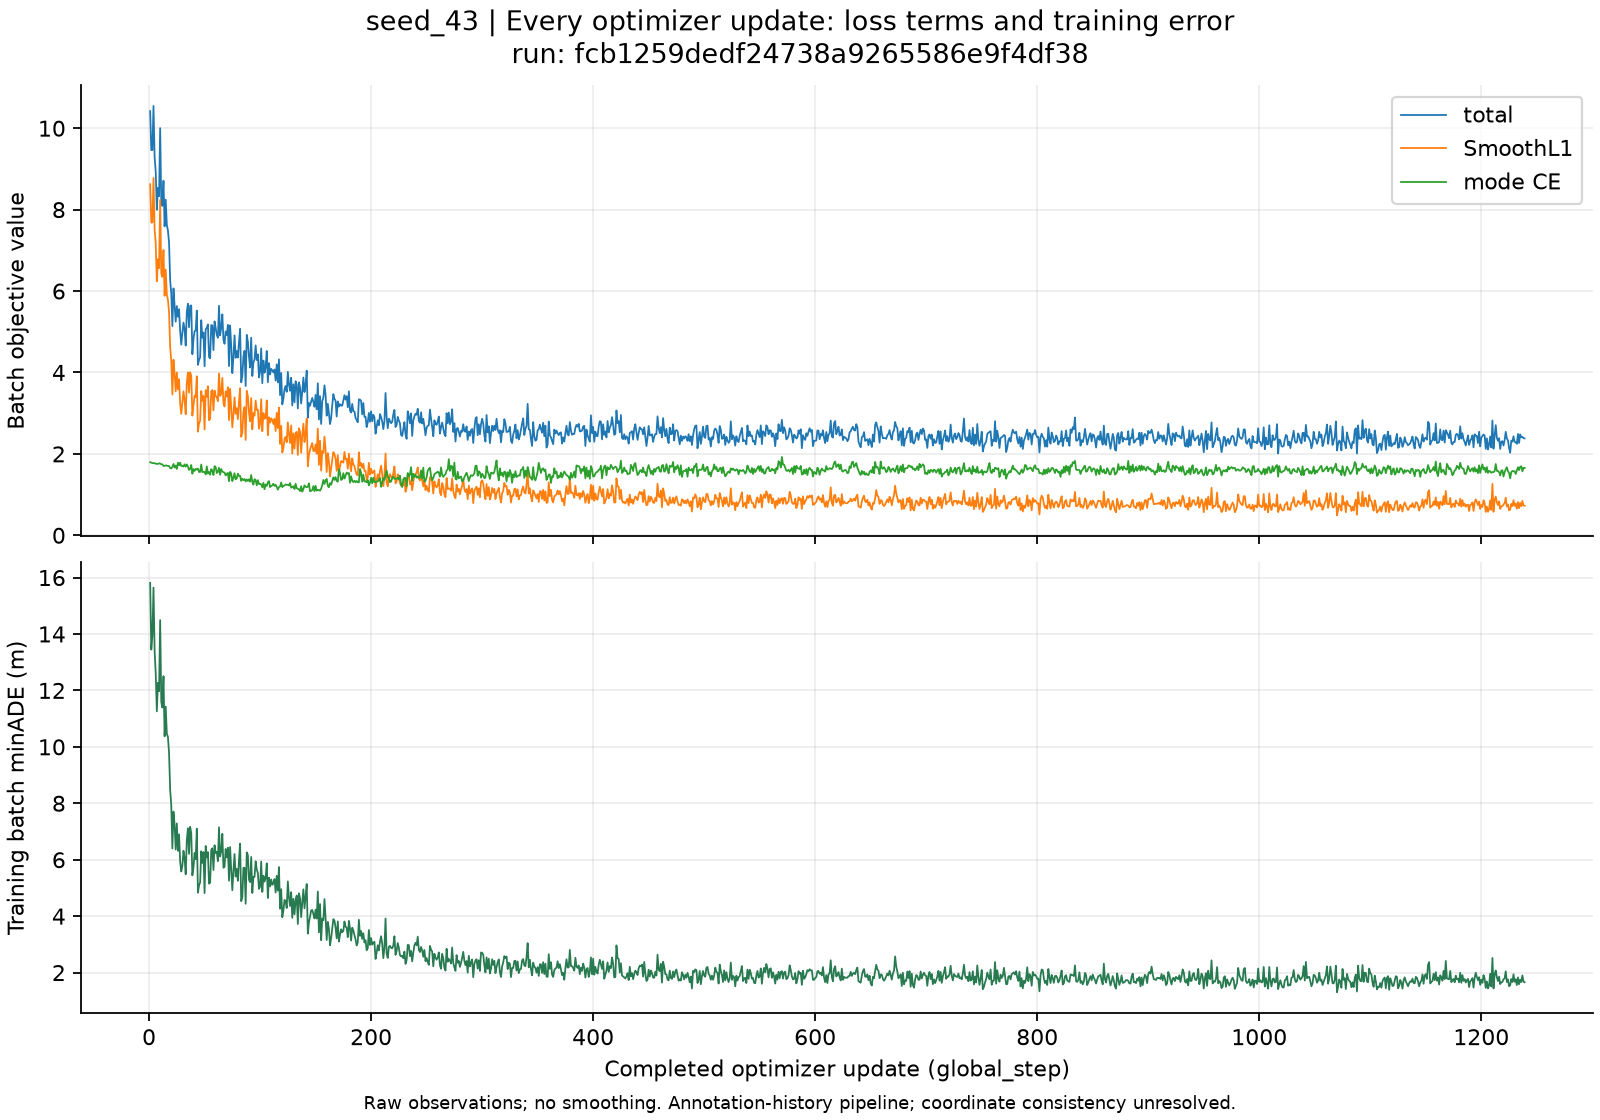 seed_43 | Every optimizer update: loss terms and training error
run: fcb1259dedf24738a9265586e9f4df38
Batch objective value
10
8
6
4
2
0
total
SmoothL1
mode CE
Training batch minADE (m)
16
14
12
10
8
6
4
2
0
200
400
600
800
1000
1200
Completed optimizer update (global_step)
Raw observations; no smoothing. Annotation-history pipeline; coordinate consistency unresolved.